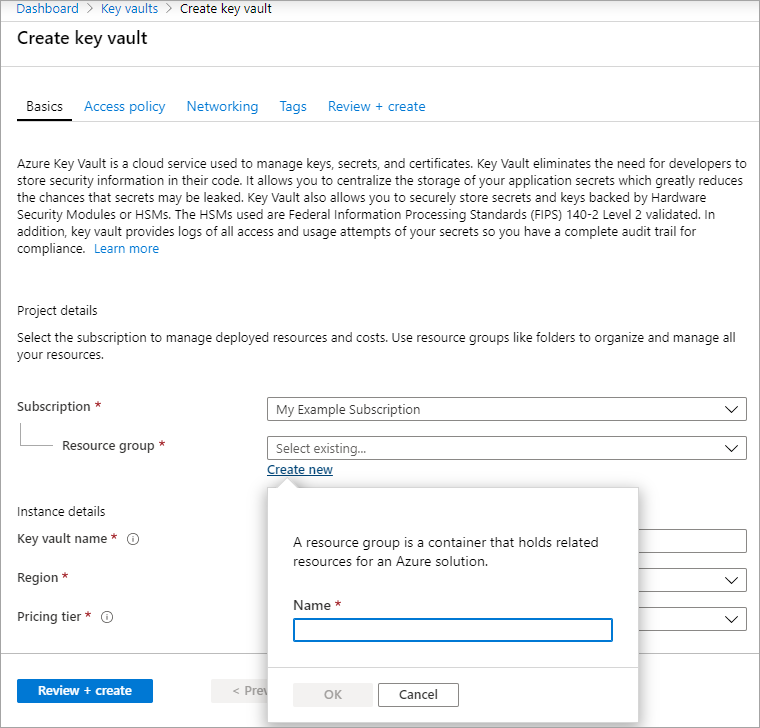 Dashboard > Key vaults > Create key vault
Create key vault
Basics Access policy Networking Tags Review + create
Azure Key Vault is a cloud service used to manage keys, secrets, and certificates. Key Vault eliminates the need for developers to
store security information in their code. It allows you to centralize the storage of your application secrets which greatly reduces
the chances that secrets may be leaked. Key Vault also allows you to securely store secrets and keys backed by Hardware
Security Modules or HSMs. The HSMs used are Federal Information Processing Standards (FIPS) 140-2 Level 2 validated. In
addition, key vault provides logs of all access and usage attempts of your secrets so you have a complete audit trail for
compliance. Learn more
Project details
Select the subscription to manage deployed resources and costs. Use resource groups like folders to organize and manage all
your resources.
Subscription * My Example Subscription
Resource group * Select existing...
Create new
Instance details
Key vault name *
Region *
Pricing tier *
A resource group is a container that holds related
resources for an Azure solution.
Name *
OK Cancel
Review + create < Prev